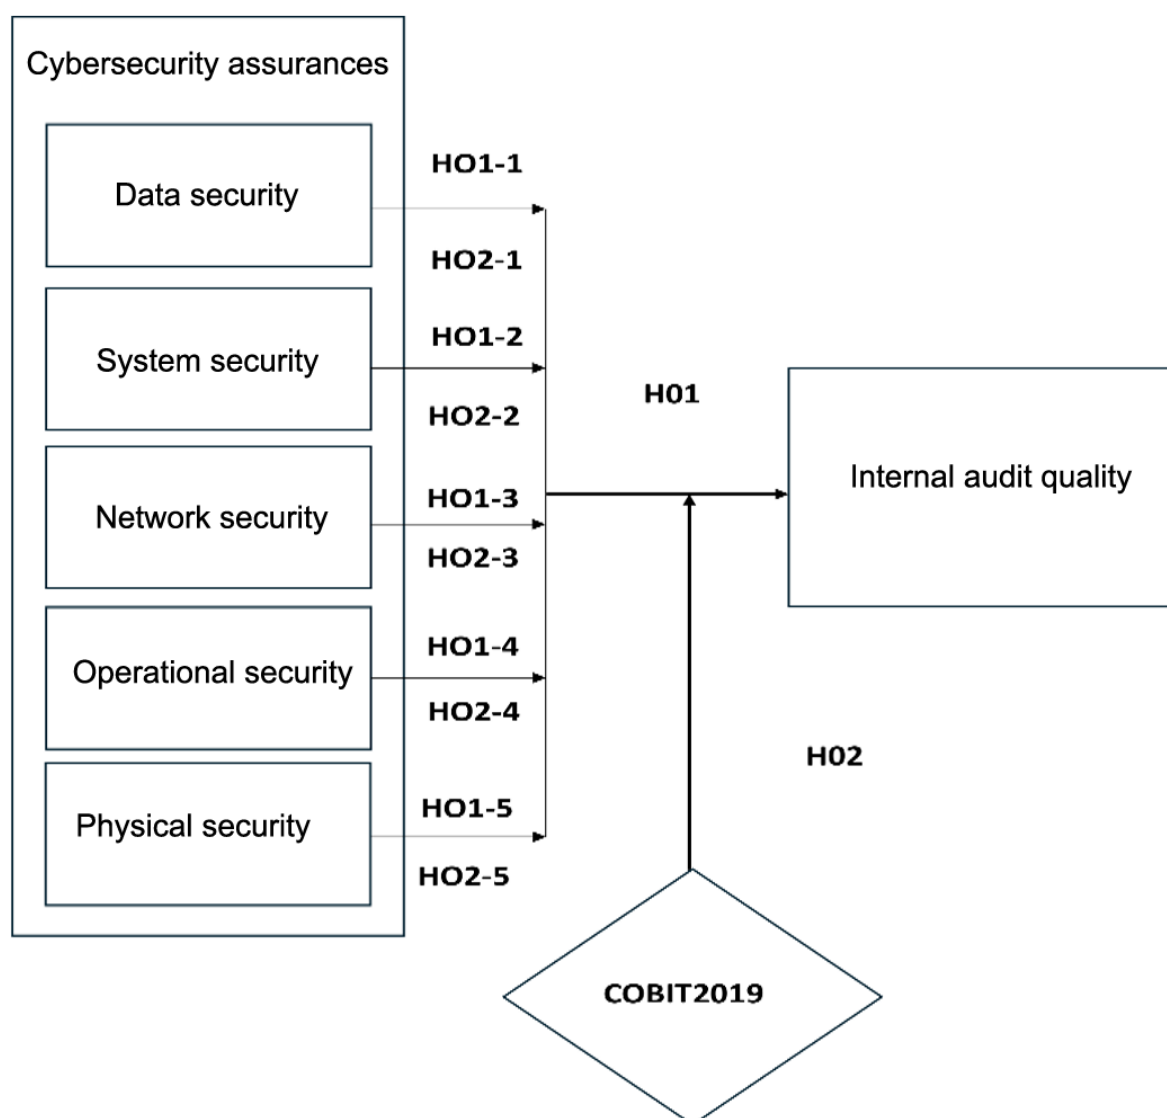 Cybersecurity assurances
Data security
HO1-1
HO2-1
System security
HO1-2
HO2-2
Network security
HO1-3
HO2-3
Operational security
HO1-4
HO2-4
Physical security
HO1-5
HO2-5
H01
Internal audit quality
H02
COBIT2019